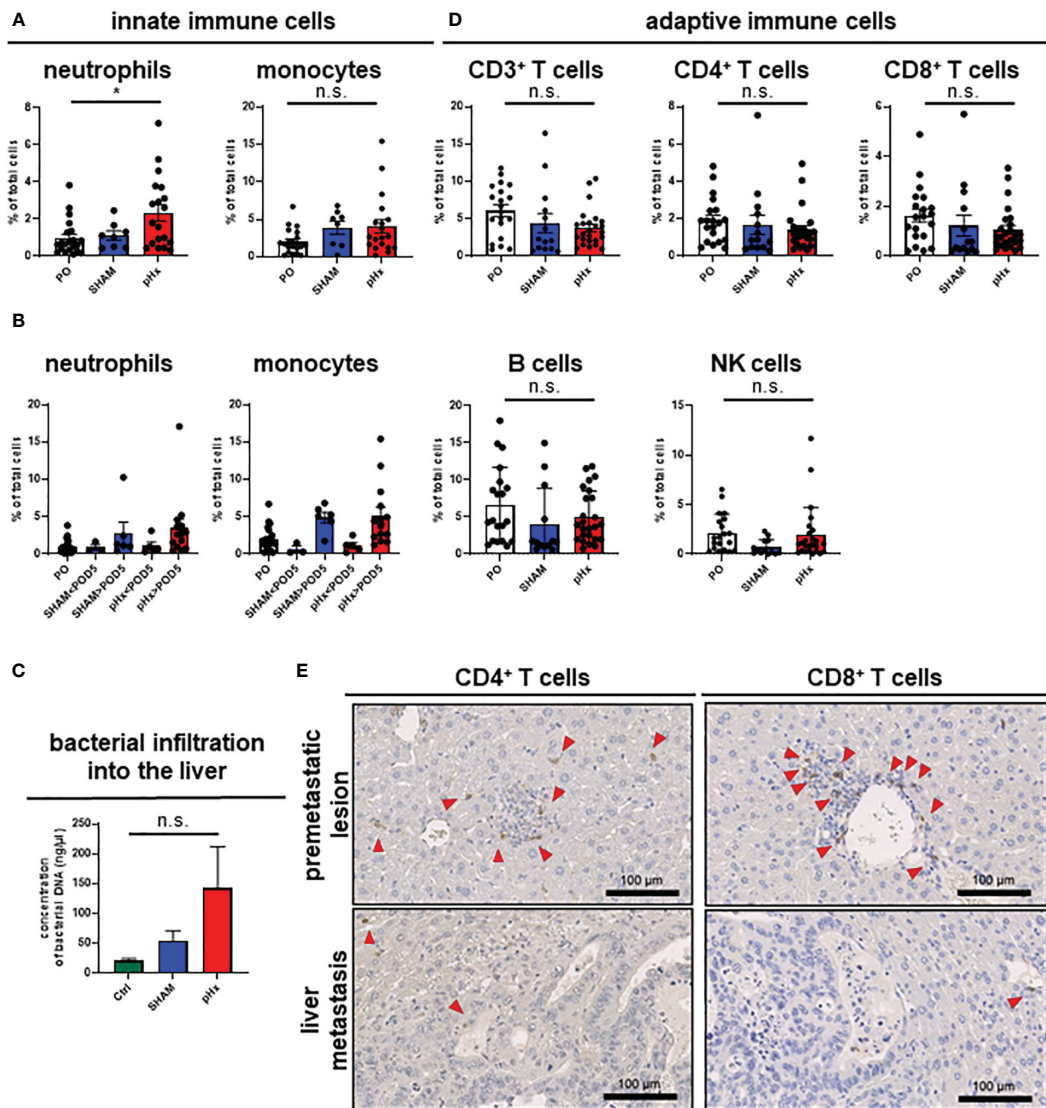 A
innate immune cells
neutrophils
*
% of total cells
8
6
4
2
0
PO
SHAM
pHx
monocytes
n.s.
% of total cells
20
15
10
5
0
PO
SHAM
pHx
D
adaptive immune cells
CD3⁺ T cells
n.s.
% of total cells
20
15
10
5
0
PO
SHAM
pHx
CD4⁺ T cells
n.s.
% of total cells
8
6
4
2
0
PO
SHAM
pHx
CD8⁺ T cells
n.s.
% of total cells
6
4
2
0
PO
SHAM
pHx
B
neutrophils
% of total cells
20
15
10
5
0
PO
SHAM<POD5
SHAM>POD5
pHx<POD5
pHx>POD5
monocytes
% of total cells
20
15
10
5
0
PO
SHAM<POD5
SHAM>POD5
pHx<POD5
pHx>POD5
B cells
n.s.
% of total cells
20
15
10
5
0
PO
SHAM
pHx
NK cells
n.s.
% of total cells
15
10
5
0
PO
SHAM
pHx
C
bacterial infiltration
into the liver
n.s.
concentration
of bacterial DNA (ng/µl)
250
200
150
100
50
0
Ctrl
SHAM
pHx
E
CD4⁺ T cells
CD8⁺ T cells
premetastatic
lesion
100 µm
100 µm
liver
metastasis
100 µm
100 µm